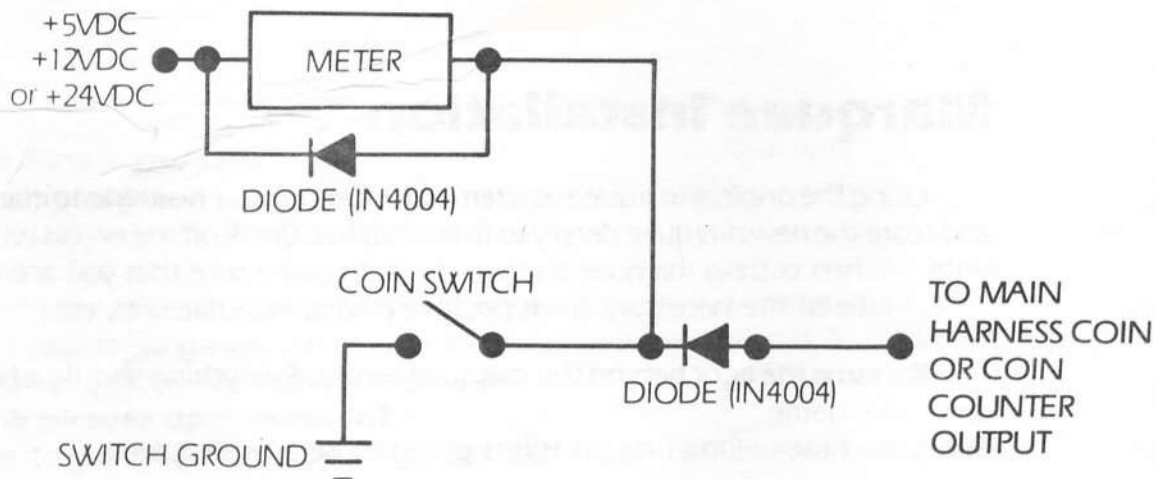 +5VDC
+12VDC
or +24VDC
METER
DIODE (IN4004)
COIN SWITCH
DIODE (IN4004)
SWITCH GROUND
TO MAIN
HARNESS COIN
OR COIN
COUNTER
OUTPUT